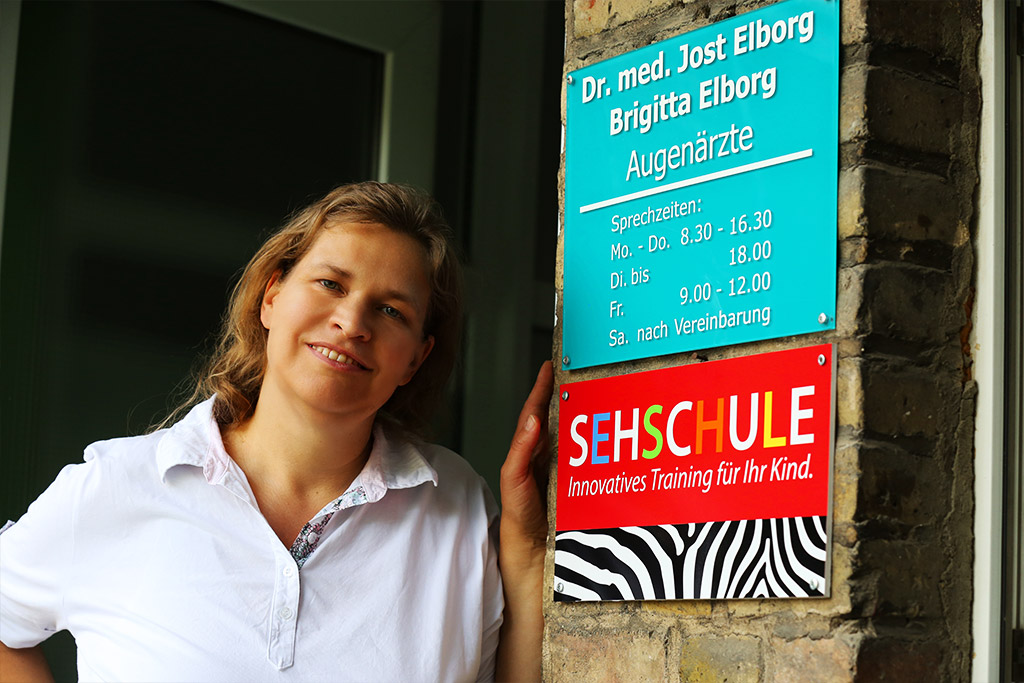 Dr. med. Jost Elborg
Brigitta Elborg
Augenärzte
Sprechzeiten:
Mo. - Do. 8.30 - 16.30
Di. bis 18.00
Fr. 9.00 - 12.00
Sa. nach Vereinbarung
SEHSCHULE
Innovatives Training für Ihr Kind.